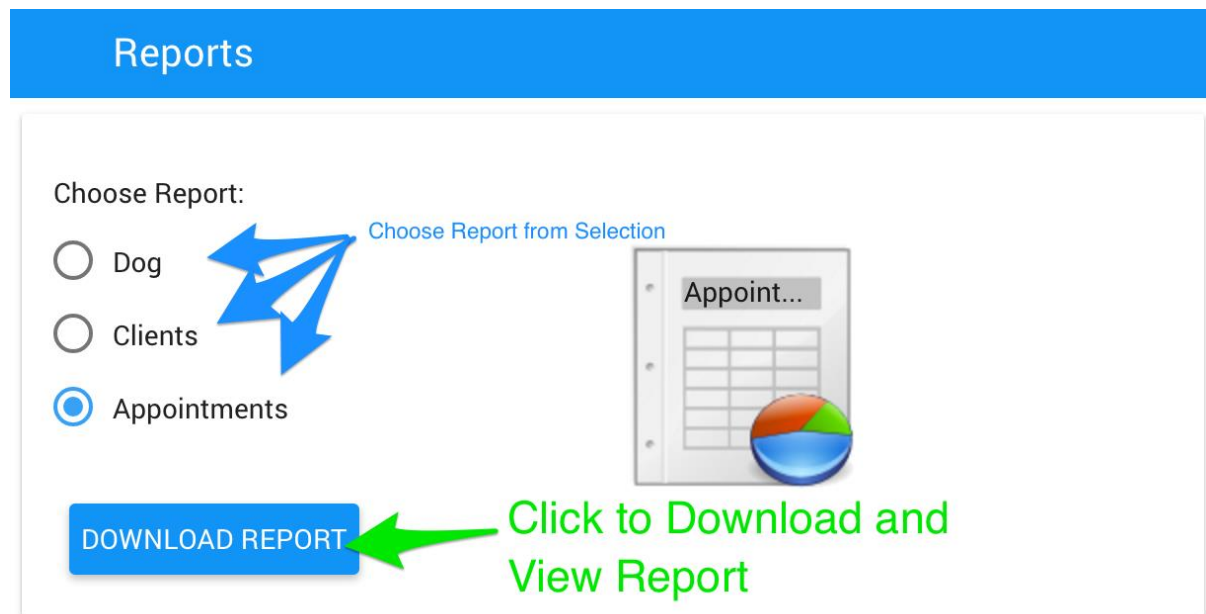 Reports
Choose Report:
Choose Report from Selection
Dog
Appoint...
Clients
Appointments
DOWNLOAD REPORT
Click to Download and
View Report